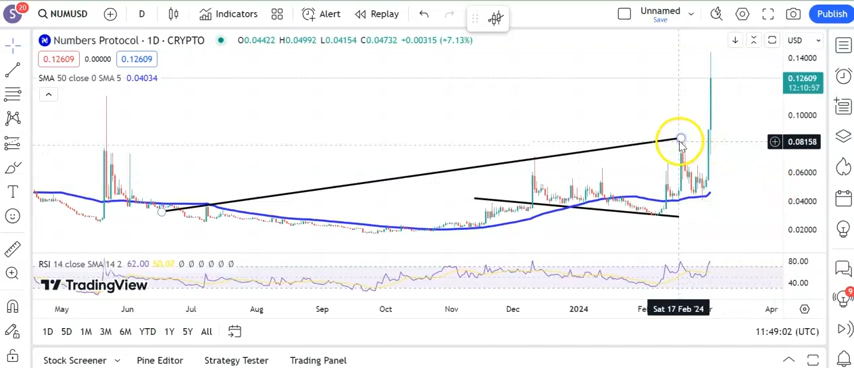 S 20 NUMUSD D Indicators Alert Replay Unnamed Save Publish
Numbers Protocol · 1D · CRYPTO O0.04422 H0.04992 L0.04154 C0.04732 +0.00315 (+7.13%) USD
0.12609 0.00000 0.12609
SMA 50 close 0 SMA 5 0.04034
0.14000
0.12609
12:10:57
0.10000
0.08158
0.06000
0.04000
0.02000
RSI 14 close SMA 14 2 62.00 50.02 Ø Ø Ø Ø Ø Ø
80.00
TradingView
40.00
May Jun Jul Aug Sep Oct Nov Dec 2024 Sat 17 Feb '24 Apr
1D 5D 1M 3M 6M YTD 1Y 5Y All 11:49:02 (UTC)
Stock Screener Pine Editor Strategy Tester Trading Panel
9